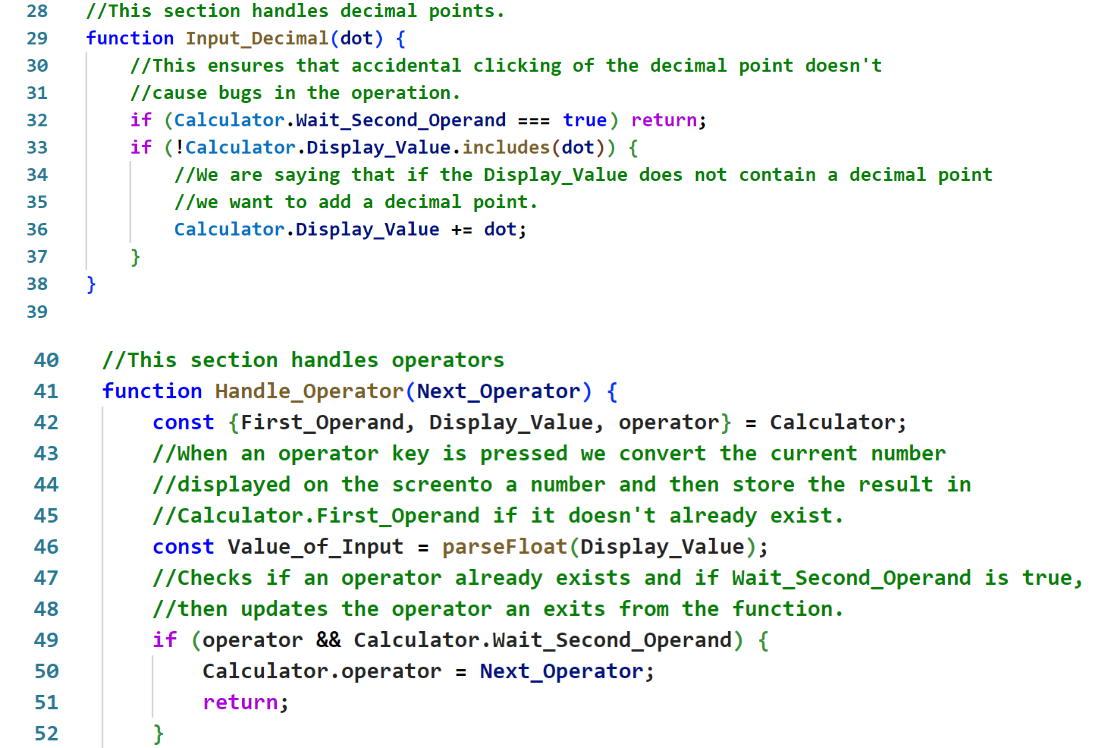 28 //This section handles decimal points.
29 function Input_Decimal(dot) {
30 //This ensures that accidental clicking of the decimal point doesn't
31 //cause bugs in the operation.
32 if (Calculator.Wait_Second_Operand === true) return;
33 if (!Calculator.Display_Value.includes(dot)) {
34 //We are saying that if the Display_Value does not contain a decimal point
35 //we want to add a decimal point.
36 Calculator.Display_Value += dot;
37 }
38 }
39
40 //This section handles operators
41 function Handle_Operator(Next_Operator) {
42 const {First_Operand, Display_Value, operator} = Calculator;
43 //When an operator key is pressed we convert the current number
44 //displayed on the screento a number and then store the result in
45 //Calculator.First_Operand if it doesn't already exist.
46 const Value_of_Input = parseFloat(Display_Value);
47 //Checks if an operator already exists and if Wait_Second_Operand is true,
48 //then updates the operator an exits from the function.
49 if (operator && Calculator.Wait_Second_Operand) {
50 Calculator.operator = Next_Operator;
51 return;
52 }